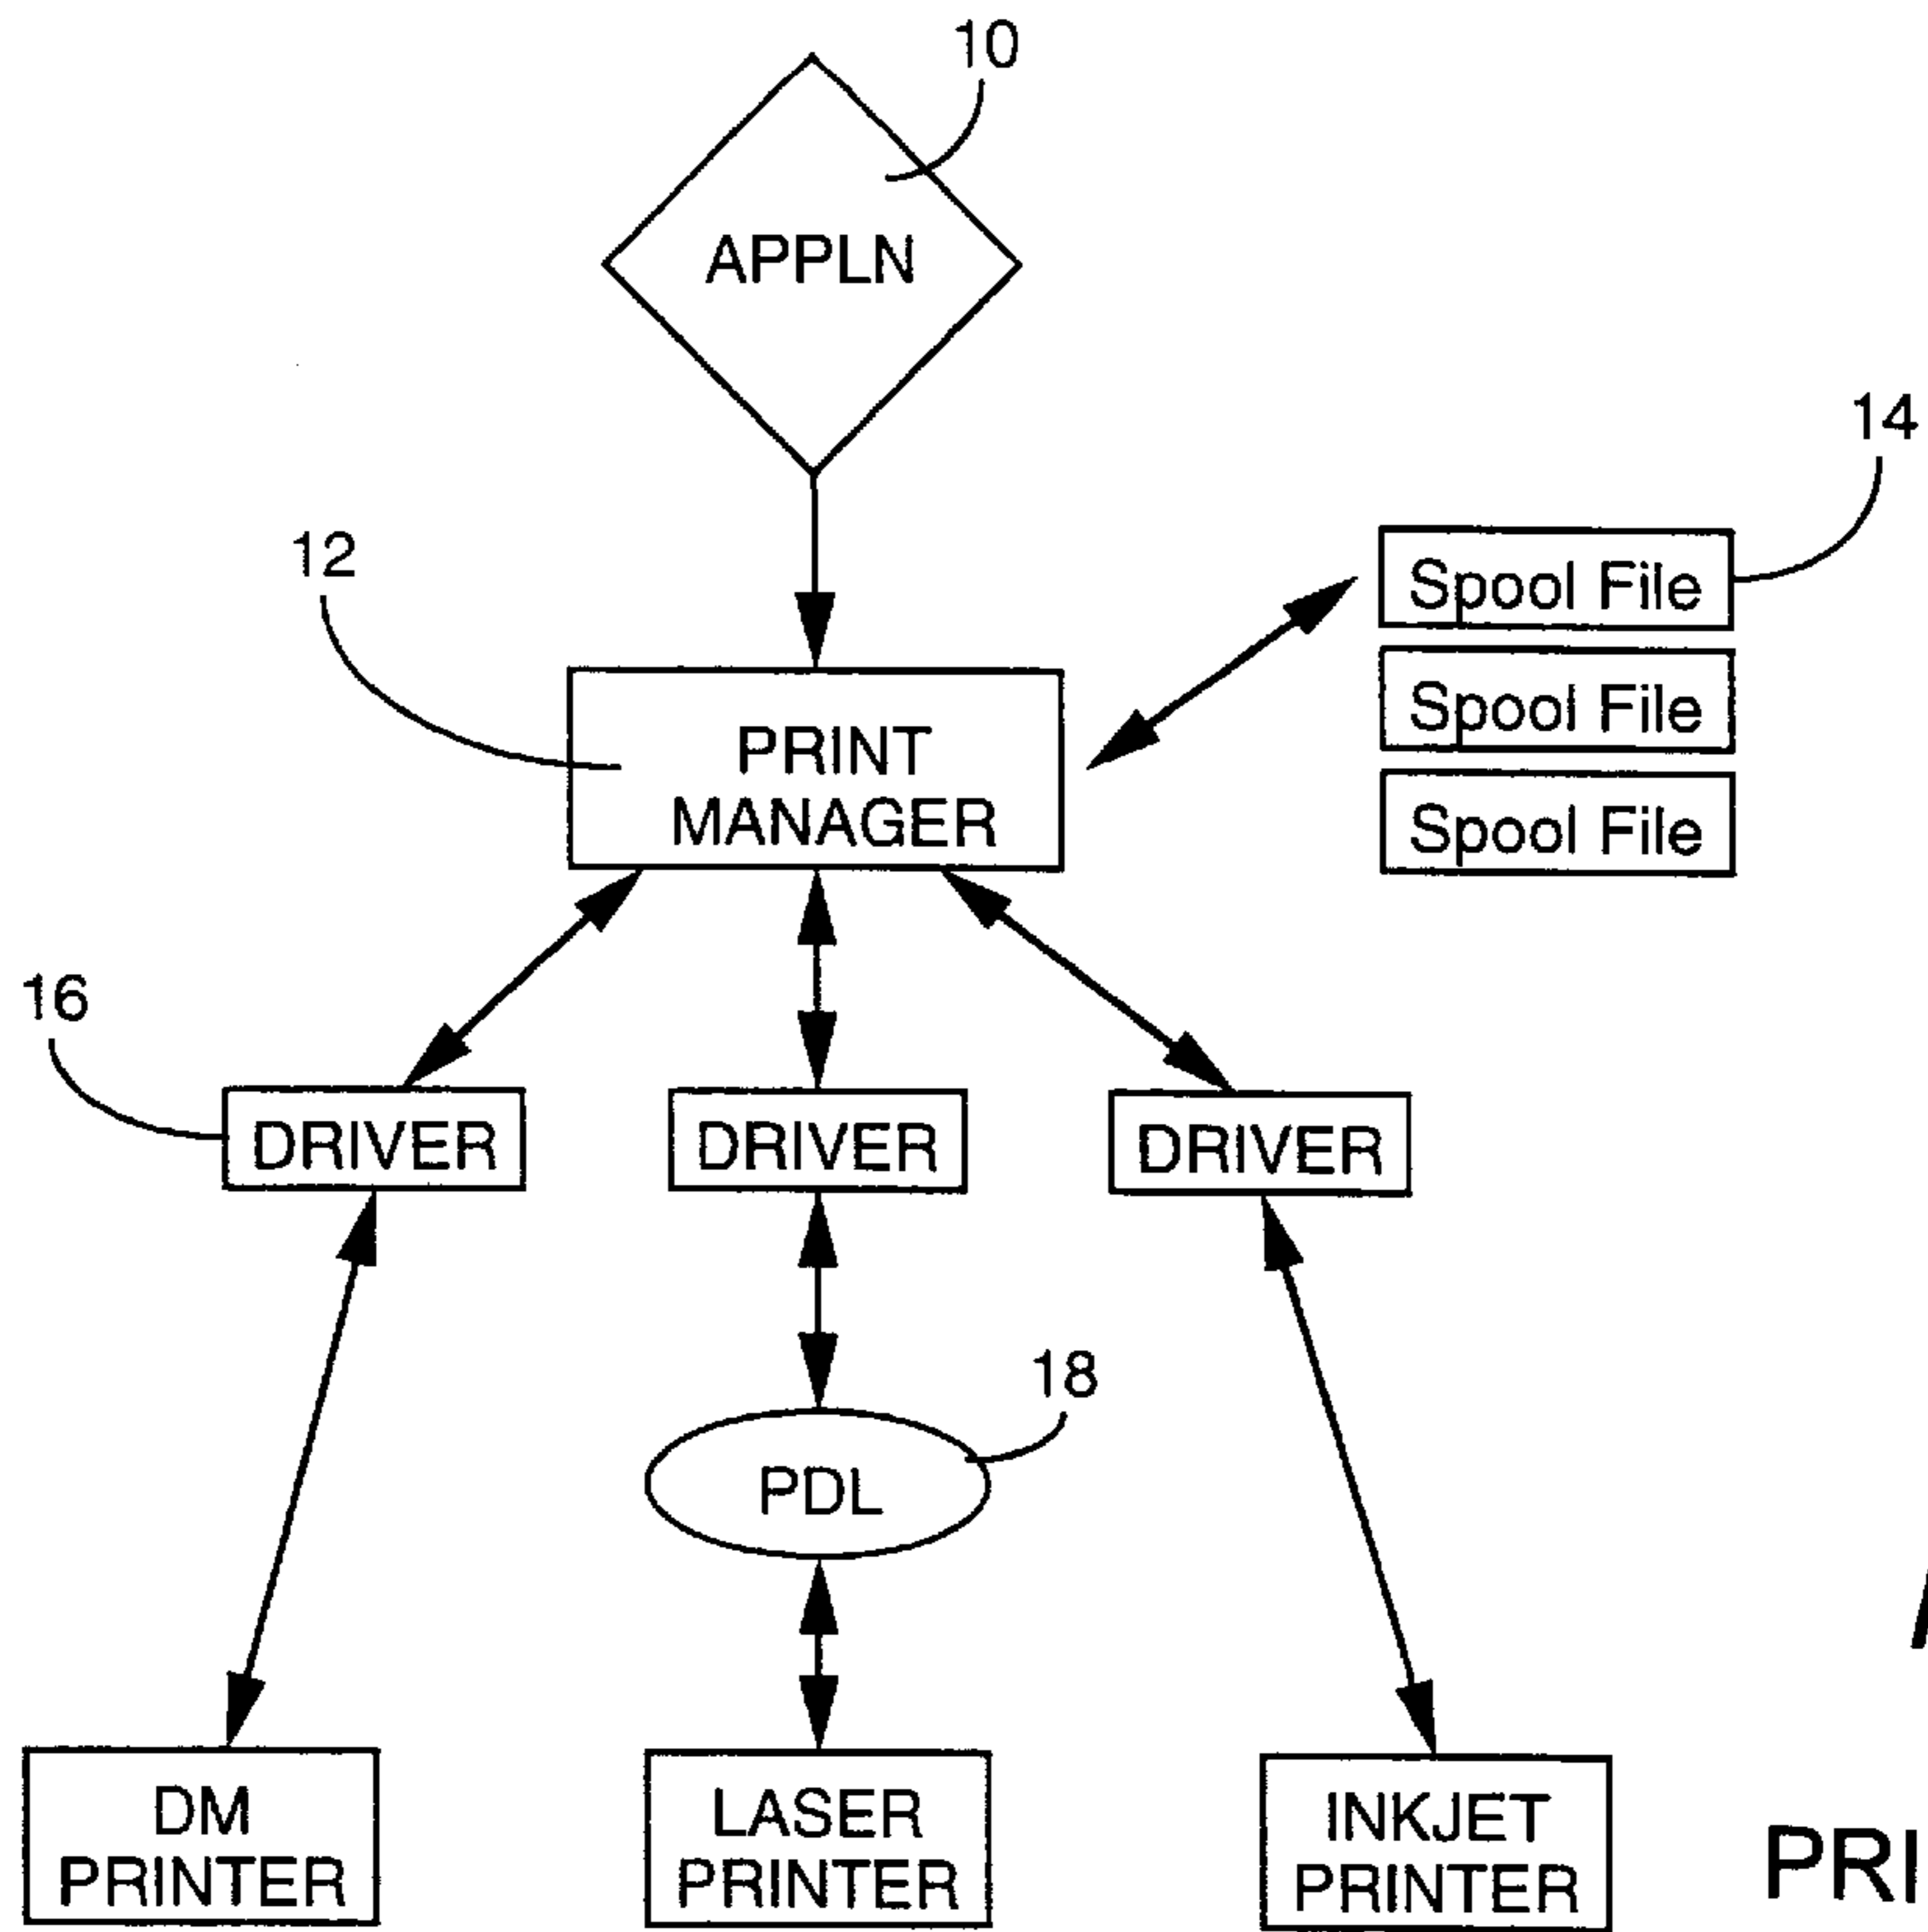 10
APPLN
14
12
Spool File
Spool File
Spool File
PRINT
MANAGER
16
DRIVER
DRIVER
DRIVER
18
PDL
DM
PRINTER
LASER
PRINTER
INKJET
PRINTER
PRI